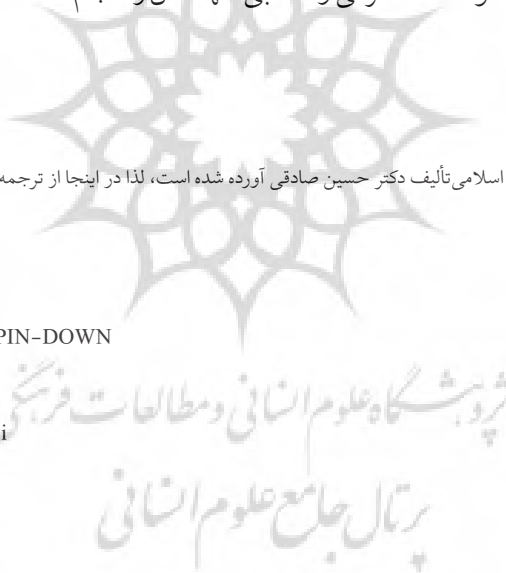 اسلامی‌تألیف دکتر حسین صادقی آورده شده است، لذا در اینجا از ترجمه
PIN-DOWN
پژوهشگاه علوم انسانی و مطالعات فرهنگی
i
پرتال جامع علوم انسانی